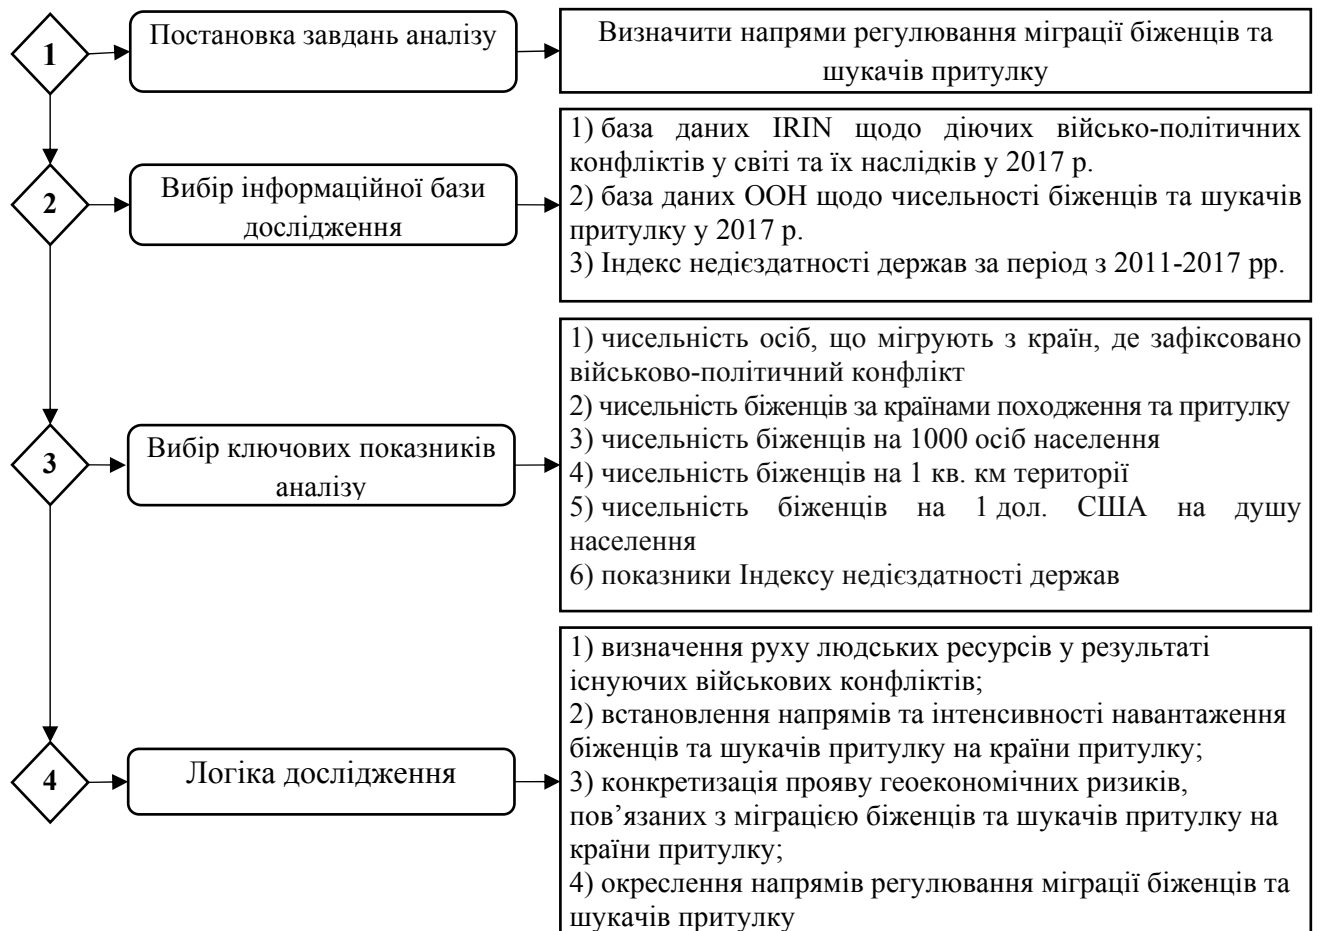 1
Постановка завдань аналізу
Визначити напрями регулювання міграції біженців та
шукачів притулку
2
Вибір інформаційної бази
дослідження
1) база даних IRIN щодо діючих військо-політичних
конфліктів у світі та їх наслідків у 2017 р.
2) база даних ООН щодо чисельності біженців та шукачів
притулку у 2017 р.
3) Індекс недієздатності держав за період з 2011-2017 рр.
3
Вибір ключових показників
аналізу
1) чисельність осіб, що мігрують з країн, де зафіксовано
військово-політичний конфлікт
2) чисельність біженців за країнами походження та притулку
3) чисельність біженців на 1000 осіб населення
4) чисельність біженців на 1 кв. км території
5) чисельність біженців на 1 дол. США на душу
населення
6) показники Індексу недієздатності держав
4
Логіка дослідження
1) визначення руху людських ресурсів у результаті
існуючих військових конфліктів;
2) встановлення напрямів та інтенсивності навантаження
біженців та шукачів притулку на країни притулку;
3) конкретизація прояву геоекономічних ризиків,
пов’язаних з міграцією біженців та шукачів притулку на
країни притулку;
4) окреслення напрямів регулювання міграції біженців та
шукачів притулку